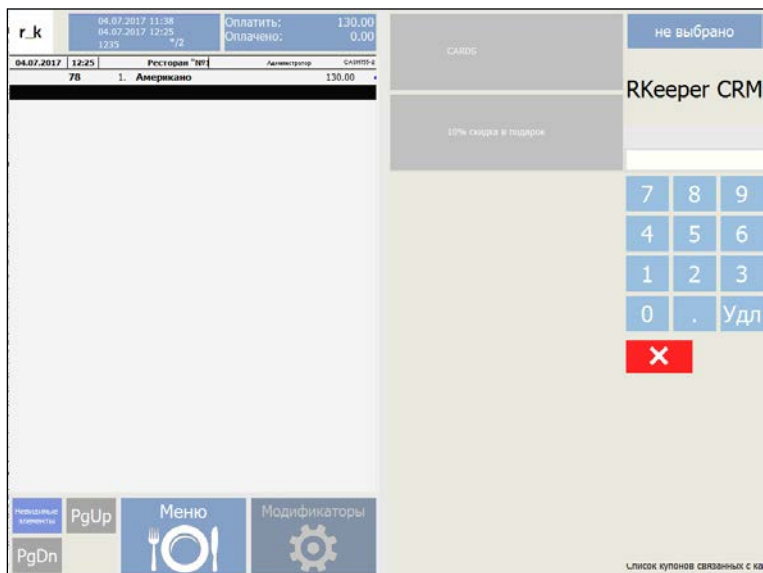 r_k
04.07.2017 11:38
04.07.2017 12:25
1235 */2
Оплатить: 130.00
Оплачено: 0.00
04.07.2017 12:25 Ресторан "№1 Администратор
78 1. Американо 130.00
CARDS
10% скидка в подарок
не выбрано
RKeeper CRM
7 8 9
4 5 6
1 2 3
0 . Удл
Невидимые элементы
PgUp
PgDn
Меню
Модификаторы
Список купонов связанных с ка